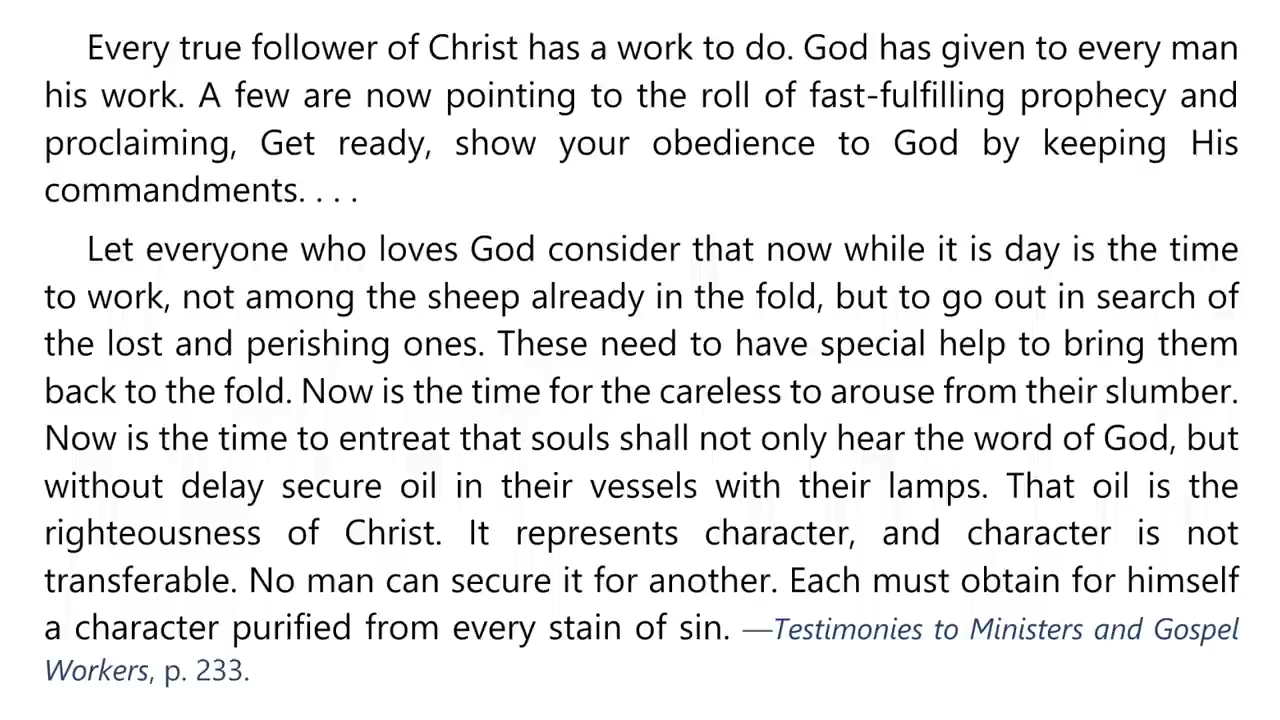 Every true follower of Christ has a work to do. God has given to every man
his work. A few are now pointing to the roll of fast-fulfilling prophecy and
proclaiming, Get ready, show your obedience to God by keeping His
commandments. . . .
Let everyone who loves God consider that now while it is day is the time
to work, not among the sheep already in the fold, but to go out in search of
the lost and perishing ones. These need to have special help to bring them
back to the fold. Now is the time for the careless to arouse from their slumber.
Now is the time to entreat that souls shall not only hear the word of God, but
without delay secure oil in their vessels with their lamps. That oil is the
righteousness of Christ. It represents character, and character is not
transferable. No man can secure it for another. Each must obtain for himself
a character purified from every stain of sin. —Testimonies to Ministers and Gospel
Workers, p. 233.